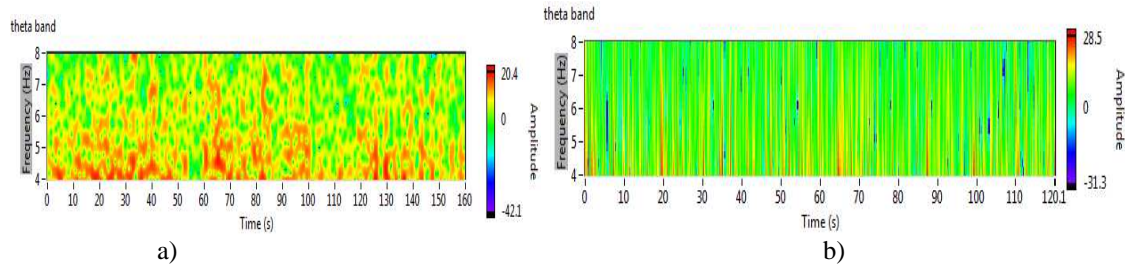 theta band
8
7
6
5
4
Frequency (Hz)
0 10 20 30 40 50 60 70 80 90 100 110 120 130 140 150 160
Time (s)
20.4
0
-42.1
Amplitude
a)
theta band
8
7
6
5
4
Frequency (Hz)
0 10 20 30 40 50 60 70 80 90 100 110 120.1
Time (s)
28.5
0
-31.3
Amplitude
b)